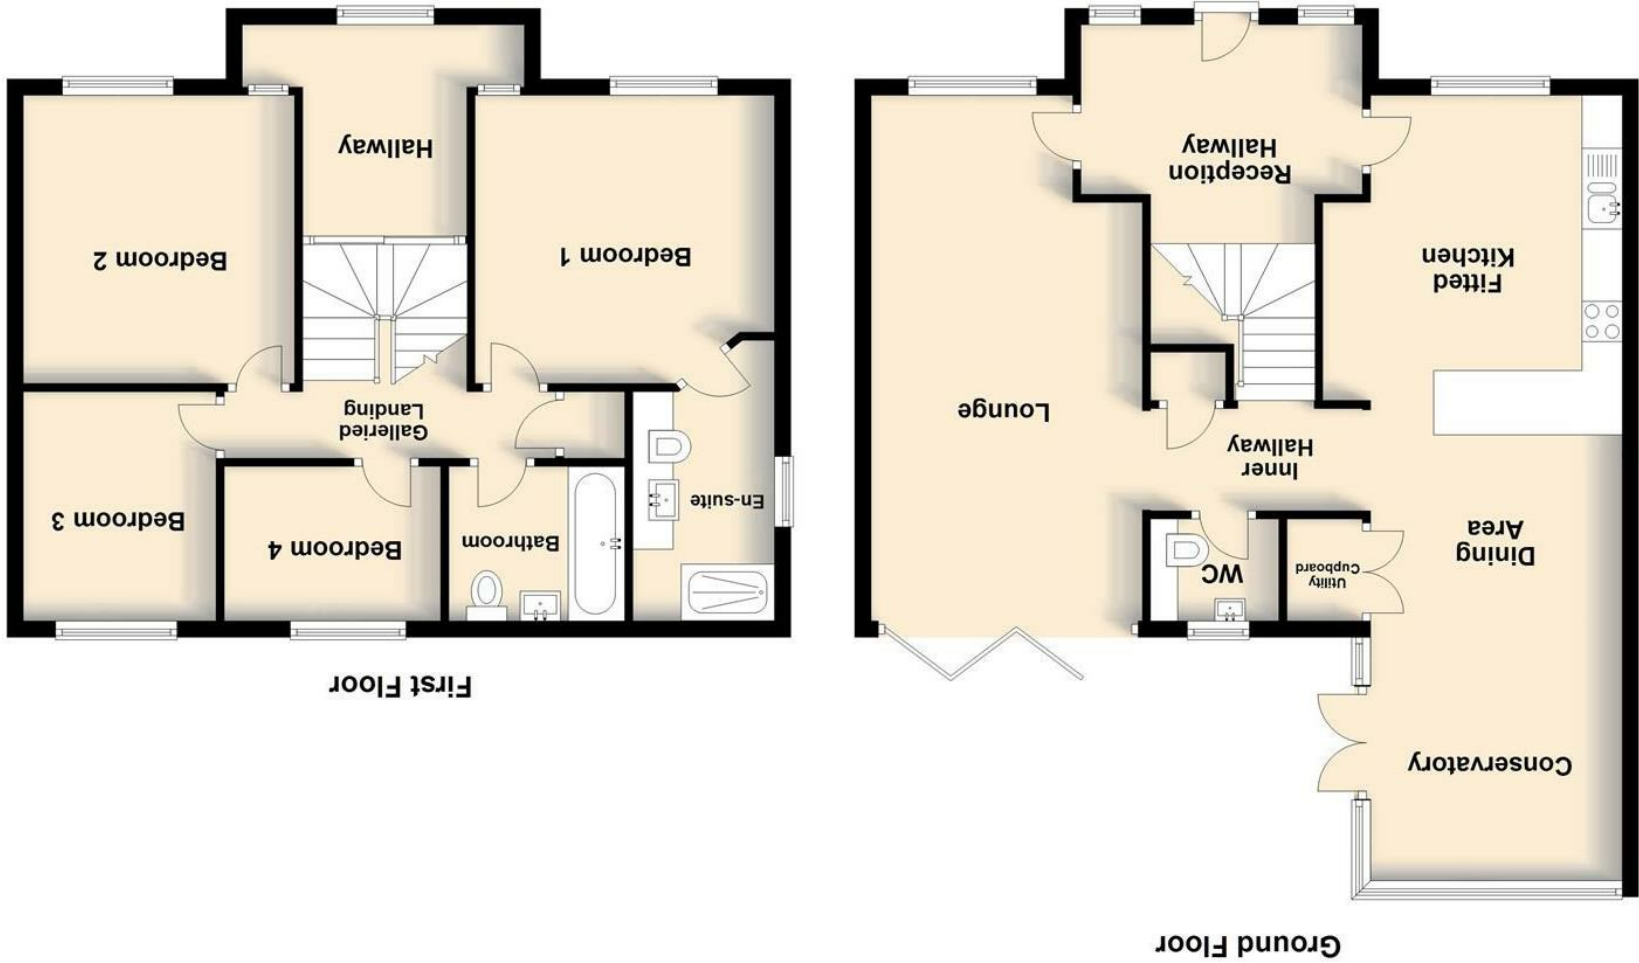 Ground Floor
Conservatory
Dining
Area
Utility
Cupboard
WC
Inner
Hallway
Lounge
Fitted
Kitchen
Reception
Hallway
First Floor
Bedroom 4
Bathroom
En-suite
Bedroom 3
Galleried
Landing
Bedroom 1
Bedroom 2
Hallway